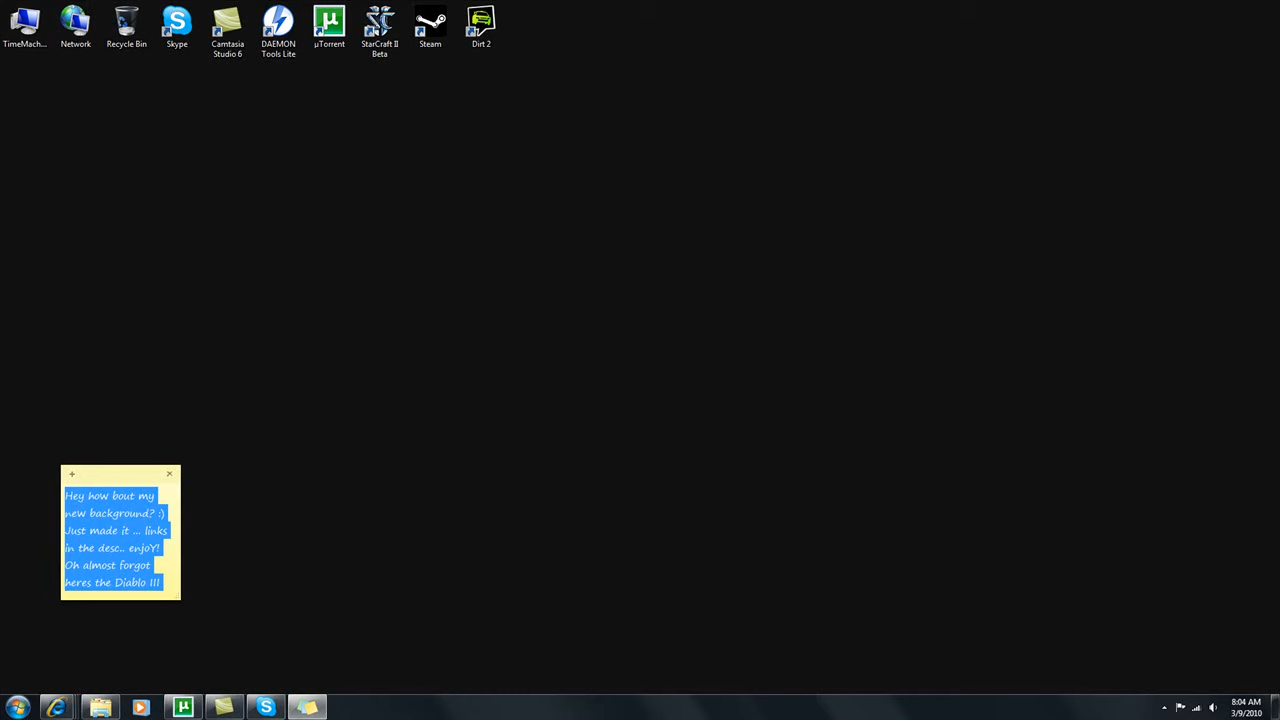 TimeMach...
Network
Recycle Bin
Skype
Camtasia
Studio 6
DAEMON
Tools Lite
µTorrent
StarCraft II
Beta
Steam
Dirt 2
Hey how bout my
new background? :)
Just made it ... links
in the desc.. enjoY!
Oh almost forgot
heres the Diablo III
8:04 AM
3/9/2010